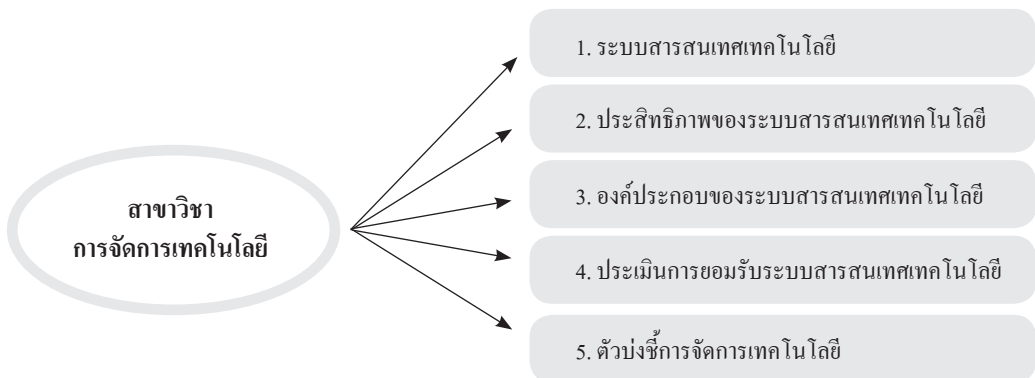 สาขาวิชา
การจัดการเทคโนโลยี
1. ระบบสารสนเทศเทคโนโลยี
2. ประสิทธิภาพของระบบสารสนเทศเทคโนโลยี
3. องค์ประกอบของระบบสารสนเทศเทคโนโลยี
4. ประเมินการยอมรับระบบสารสนเทศเทคโนโลยี
5. ตัวบ่งชี้การจัดการเทคโนโลยี